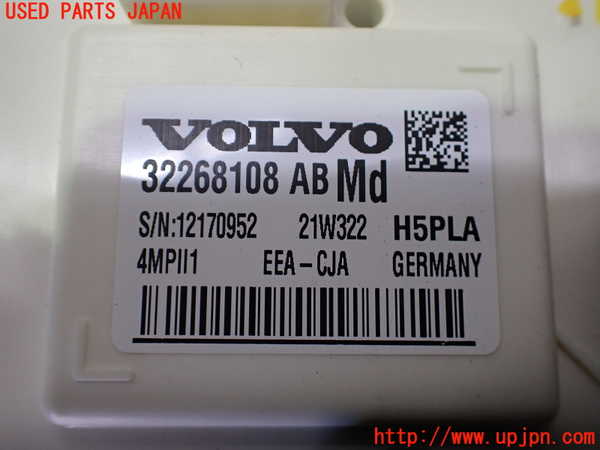 USED PARTS JAPAN
VOLVO
32268108 AB Md
S/N:12170952 21W322 H5PLA
4MPII1 EEA-CJA GERMANY
http://www.upjpn.com/